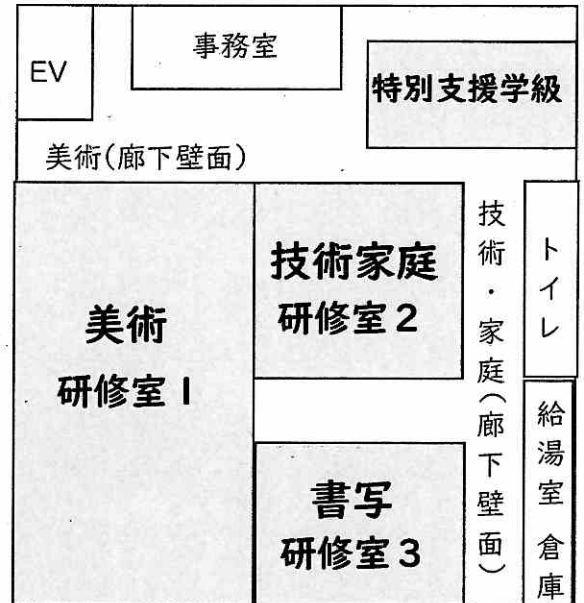 EV
事務室
特別支援学級
美術(廊下壁面)
美術
研修室1
技術家庭
研修室2
書写
研修室3
技術・家庭(廊下壁面)
トイレ
給湯室 倉庫